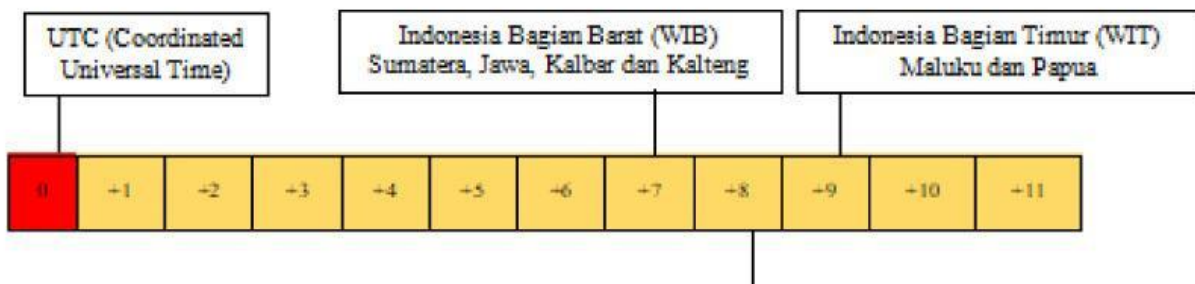 UTC (Coordinated
Universal Time)
Indonesia Bagian Barat (WIB)
Sumatera, Jawa, Kalbar dan Kalteng
Indonesia Bagian Timur (WIT)
Maluku dan Papua
0 +1 +2 +3 +4 +5 +6 +7 +8 +9 +10 +11